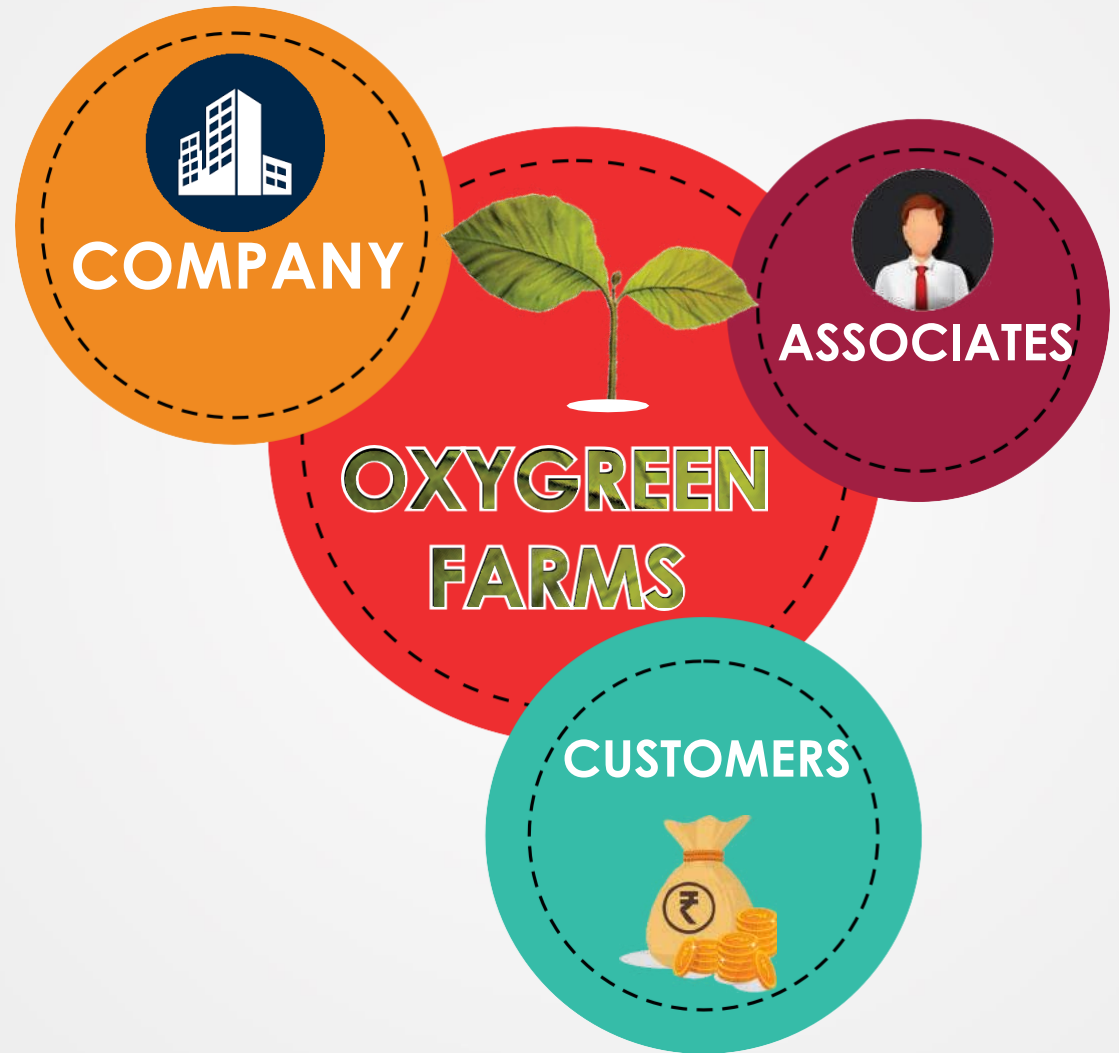 COMPANY
ASSOCIATES
OXYGREEN
FARMS
CUSTOMERS
₹